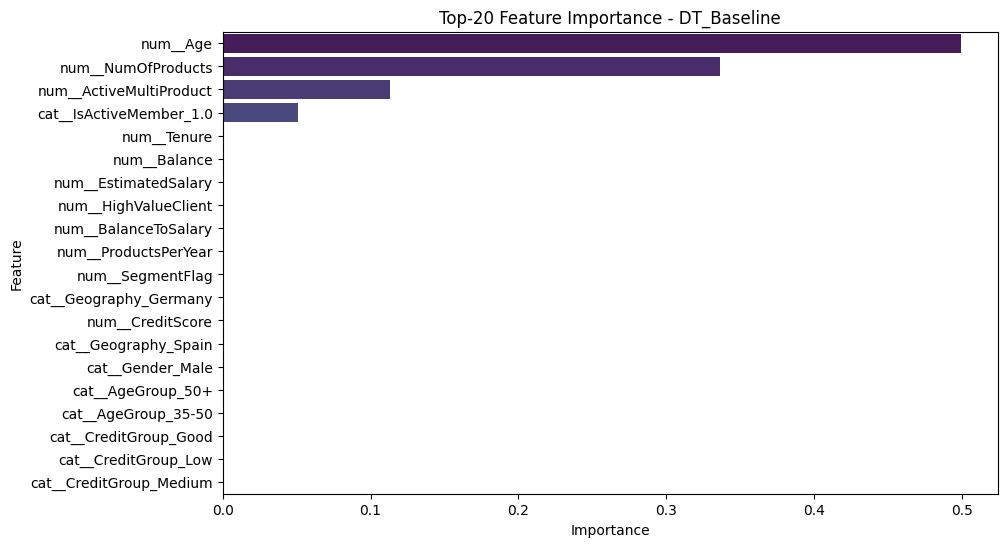 Top-20 Feature Importance - DT_Baseline
num__Age
num__NumOfProducts
num__ActiveMultiProduct
cat__IsActiveMember_1.0
num__Tenure
num__Balance
num__EstimatedSalary
num__HighValueClient
num__BalanceToSalary
num__ProductsPerYear
num__SegmentFlag
cat__Geography_Germany
num__CreditScore
cat__Geography_Spain
cat__Gender_Male
cat__AgeGroup_50+
cat__AgeGroup_35-50
cat__CreditGroup_Good
cat__CreditGroup_Low
cat__CreditGroup_Medium
Feature
0.0 0.1 0.2 0.3 0.4 0.5
Importance